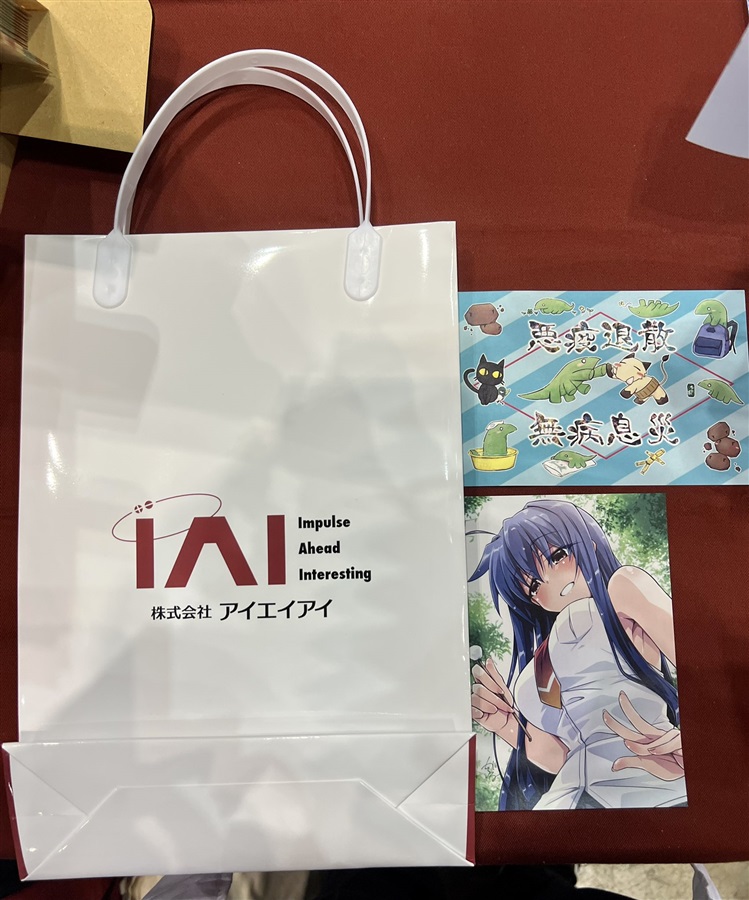 IAI
Impulse
Ahead
Interesting
株式会社 アイエイアイ
悪疫退散
無病息災